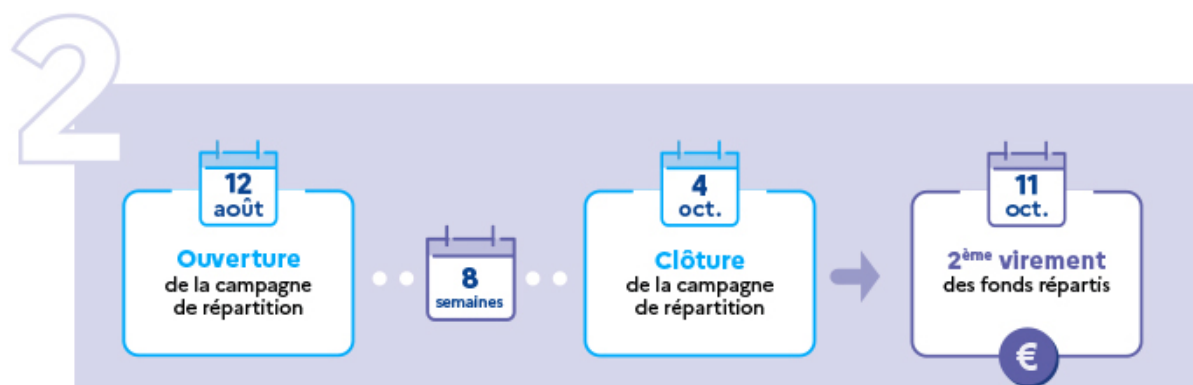 2
12
août
Ouverture
de la campagne
de répartition
8
semaines
4
oct.
Clôture
de la campagne
de répartition
11
oct.
2ème virement
des fonds répartis
€